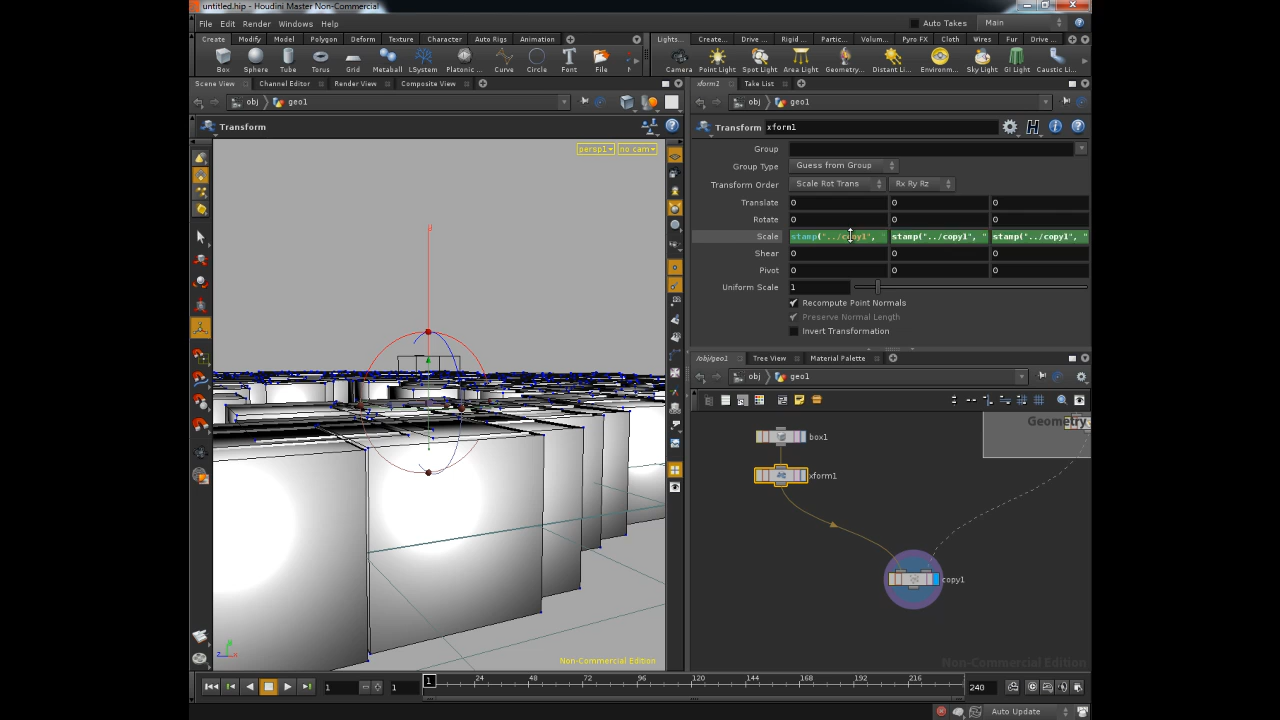 untitled.hip - Houdini Master Non-Commercial
File Edit Render Windows Help
Auto Takes Main
Create Modify Model Polygon Deform Texture Character Auto Rigs Animation
Lights... Create... Drive ... Rigid ... Partic... Volum... Pyro FX Cloth Wires Fur Drive ...
Box Sphere Tube Torus Grid Metaball LSystem Platonic ... Curve Circle Font File
Camera Point Light Spot Light Area Light Geometry... Distant Li... Environm... Sky Light GI Light Caustic Li...
Scene View Channel Editor Render View Composite View
xform1 Take List
obj geo1
obj geo1
Transform
Transform xform1
persp1 no cam
Group
Group Type Guess from Group
Transform Order Scale Rot Trans Rx Ry Rz
Translate 0 0 0
Rotate 0 0 0
Scale stamp("../copy1", " stamp("../copy1", " stamp("../copy1", "
Shear 0 0 0
Pivot 0 0 0
Uniform Scale 1
Recompute Point Normals
Preserve Normal Length
Invert Transformation
/obj/geo1 Tree View Material Palette
obj geo1
Geometry
box1
xform1
copy1
Non-Commercial Edition
Non-Commercial Edition
1 1 1 24 48 72 96 120 144 168 192 216 240
Auto Update